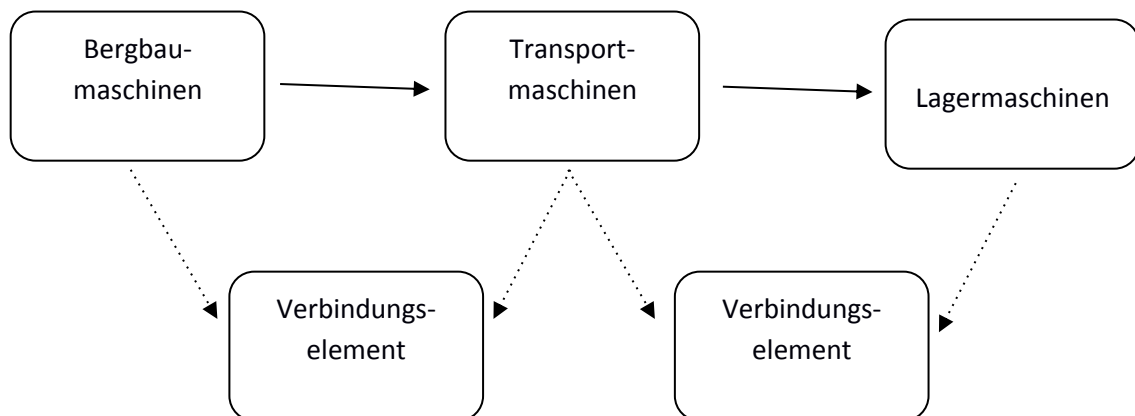 Bergbau-
maschinen
Transport-
maschinen
Lagermaschinen
Verbindungs-
element
Verbindungs-
element